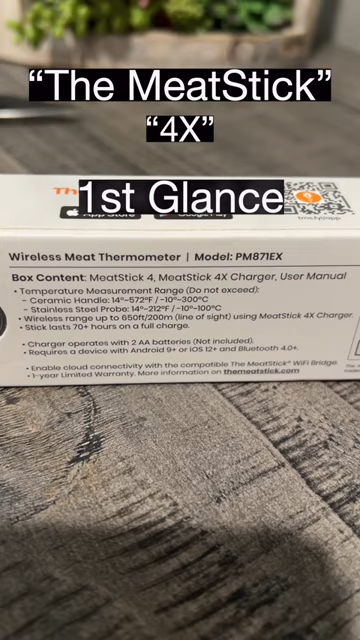 “The MeatStick”
“4X”
1st Glance
App Store
tms.fyi/app
Wireless Meat Thermometer | Model: PM871EX
Box Content: MeatStick 4, MeatStick 4X Charger, User Manual
• Temperature Measurement Range (Do not exceed):
- Ceramic Handle: 14°~572°F / -10°~300°C
- Stainless Steel Probe: 14°~212°F / -10°~100°C
• Wireless range up to 650ft/200m (line of sight) using MeatStick 4X Charger.
• Stick lasts 70+ hours on a full charge.
• Charger operates with 2 AA batteries (Not included).
• Requires a device with Android 9+ or iOS 12+ and Bluetooth 4.0+.
• Enable cloud connectivity with the compatible The MeatStick® WiFi Bridge.
• 1-year Limited Warranty. More information on themeatstick.com